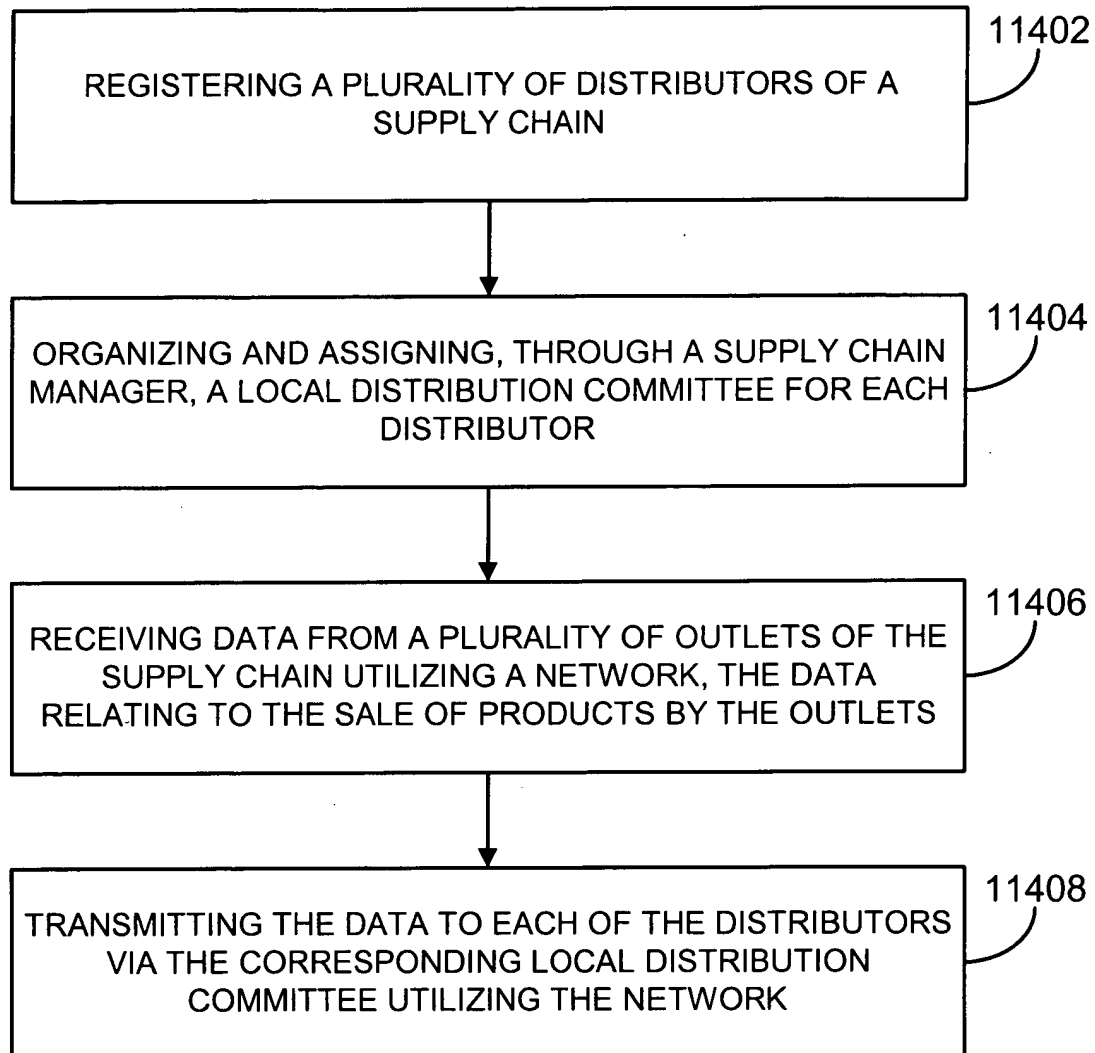 11402
REGISTERING A PLURALITY OF DISTRIBUTORS OF A
SUPPLY CHAIN
11404
ORGANIZING AND ASSIGNING, THROUGH A SUPPLY CHAIN
MANAGER, A LOCAL DISTRIBUTION COMMITTEE FOR EACH
DISTRIBUTOR
11406
RECEIVING DATA FROM A PLURALITY OF OUTLETS OF THE
SUPPLY CHAIN UTILIZING A NETWORK, THE DATA
RELATING TO THE SALE OF PRODUCTS BY THE OUTLETS
11408
TRANSMITTING THE DATA TO EACH OF THE DISTRIBUTORS
VIA THE CORRESPONDING LOCAL DISTRIBUTION
COMMITTEE UTILIZING THE NETWORK